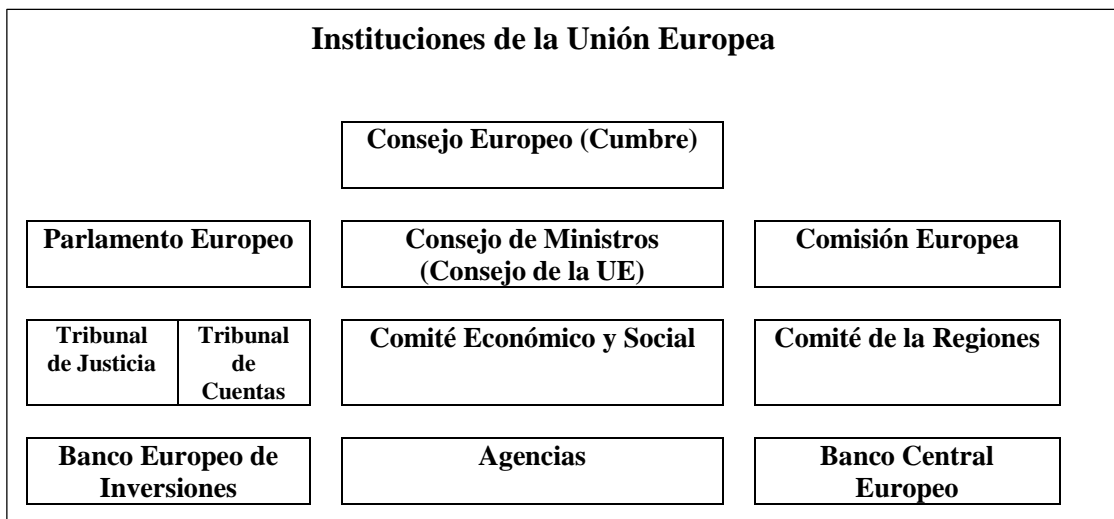 Instituciones de la Unión Europea
Consejo Europeo (Cumbre)
Parlamento Europeo
Consejo de Ministros
(Consejo de la UE)
Comisión Europea
Tribunal
de Justicia
Tribunal
de
Cuentas
Comité Económico y Social
Comité de la Regiones
Banco Europeo de
Inversiones
Agencias
Banco Central
Europeo